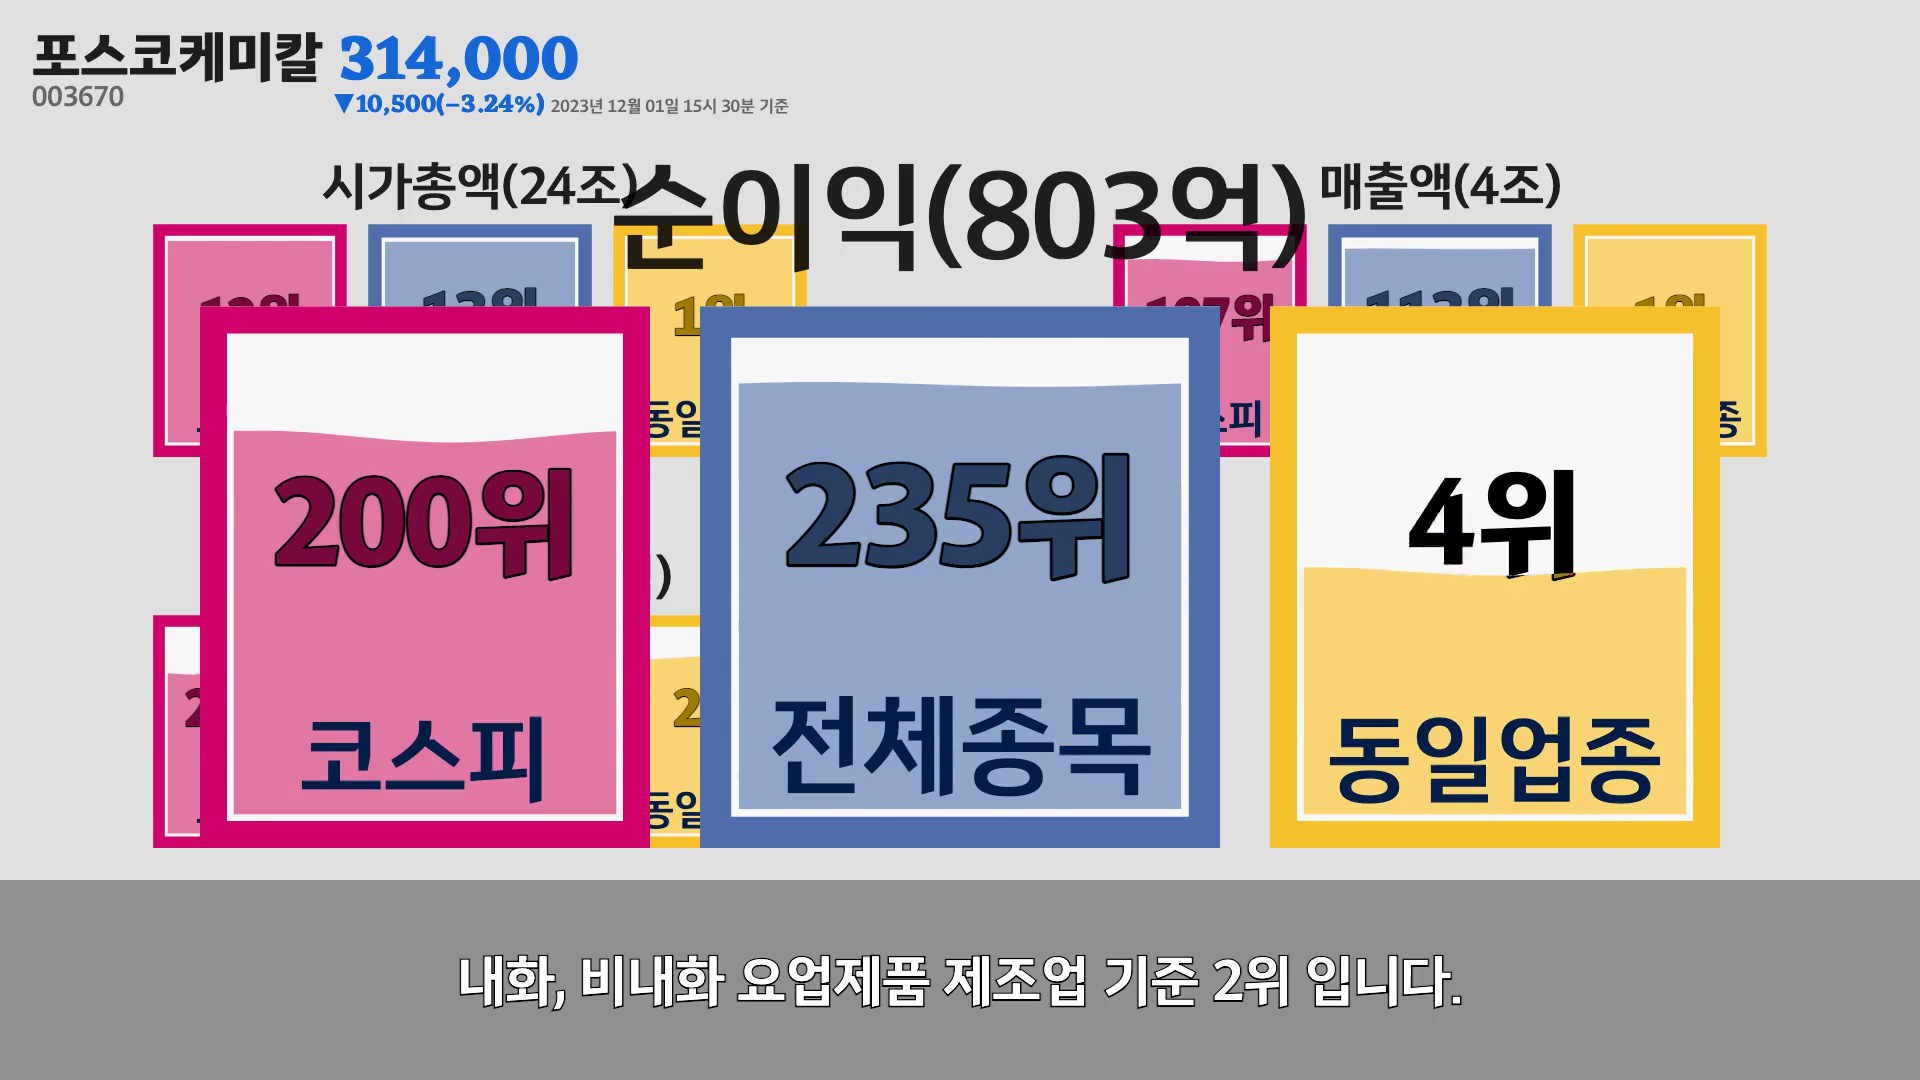 포스코케미칼 314,000
003670
▼10,500(-3.24%) 2023년 12월 01일 15시 30분 기준
시가총액(24조)
순이익(803억)
매출액(4조)
200위
코스피
235위
전체종목
4위
동일업종
내화, 비내화 요업제품 제조업 기준 2위 입니다.